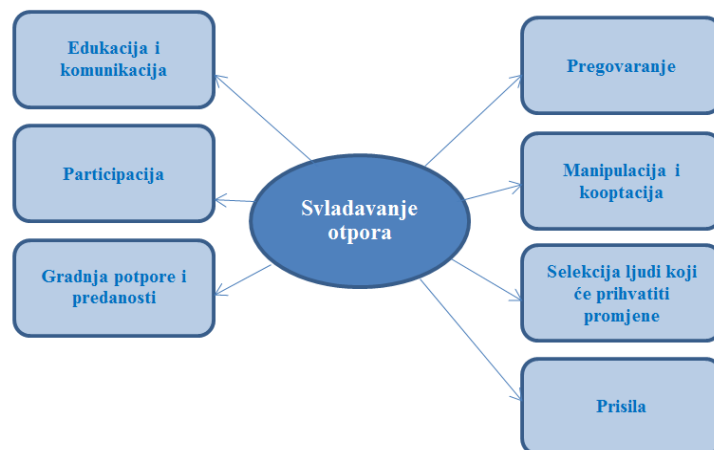 Edukacija i
komunikacija
Participacija
Gradnja potpore i
predanosti
Svladavanje
otpora
Pregovaranje
Manipulacija i
kooptacija
Selekcija ljudi koji
će prihvatiti
promjene
Prisila